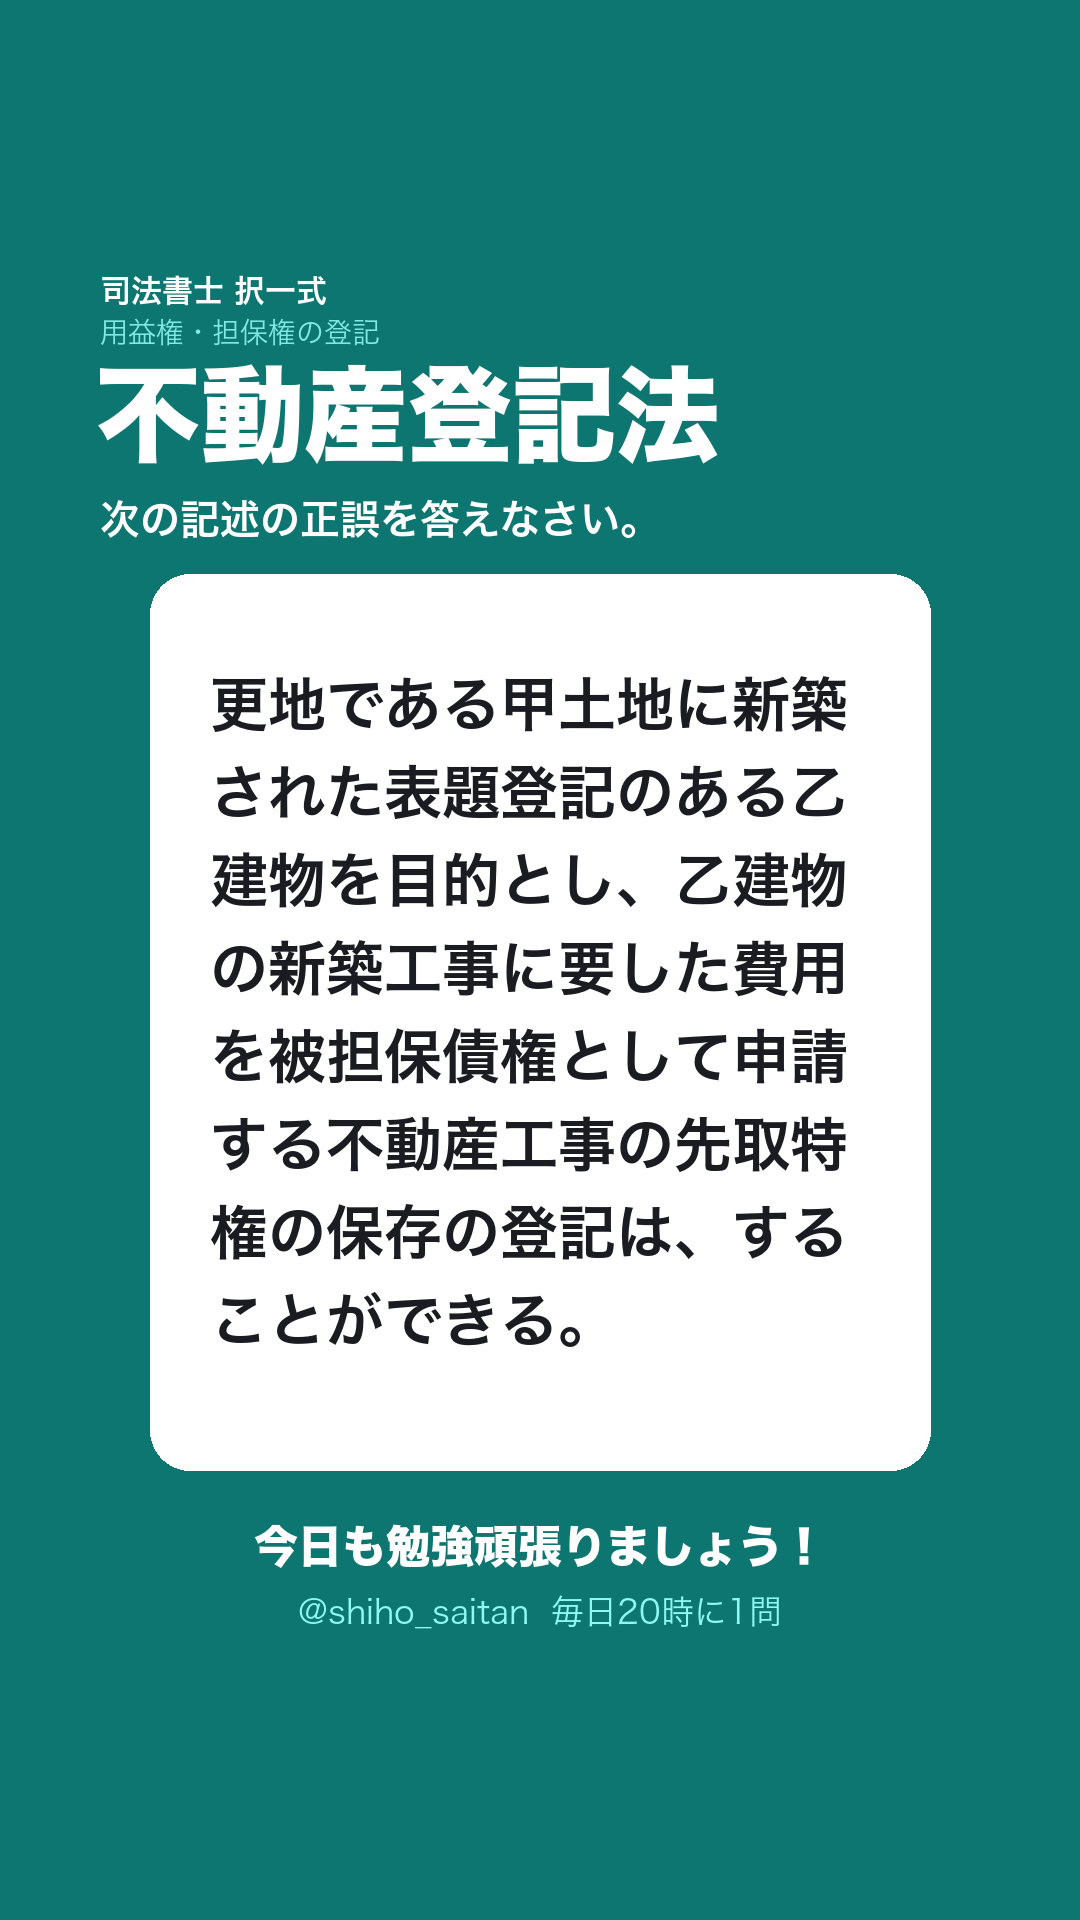 司法書士 択一式
用益権・担保権の登記
不動産登記法
次の記述の正誤を答えなさい。
更地である甲土地に新築
された表題登記のある乙
建物を目的とし、乙建物
の新築工事に要した費用
を被担保債権として申請
する不動産工事の先取特
権の保存の登記は、する
ことができる。
今日も勉強頑張りましょう！
@shiho_saitan 毎日20時に1問